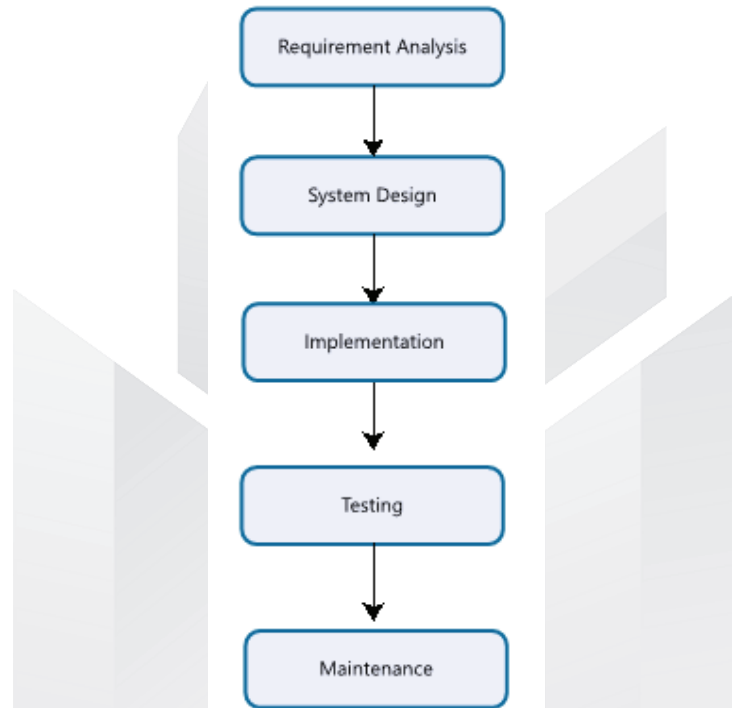 Requirement Analysis
System Design
Implementation
Testing
Maintenance